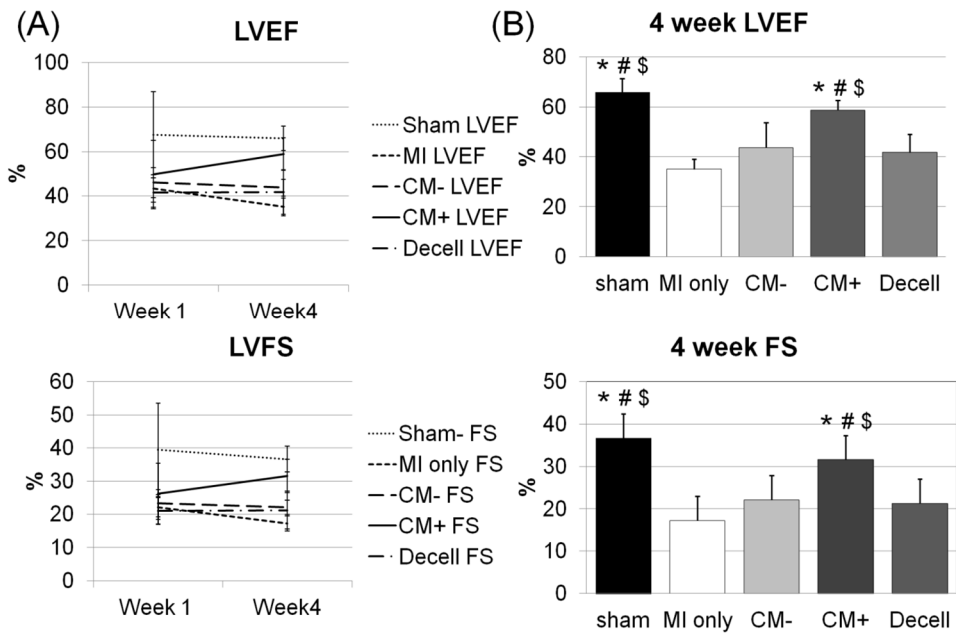 (A)
LVEF
100
80
60
40
20
0
%
Week 1
Week4
Sham LVEF
MI LVEF
CM- LVEF
CM+ LVEF
Decell LVEF
(B)
4 week LVEF
80
60
40
20
0
%
* # $
* # $
sham
MI only
CM-
CM+
Decell
LVFS
60
50
40
30
20
10
0
%
Week 1
Week4
Sham- FS
MI only FS
CM- FS
CM+ FS
Decell FS
4 week FS
50
40
30
20
10
0
%
* # $
* # $
sham
MI only
CM-
CM+
Decell